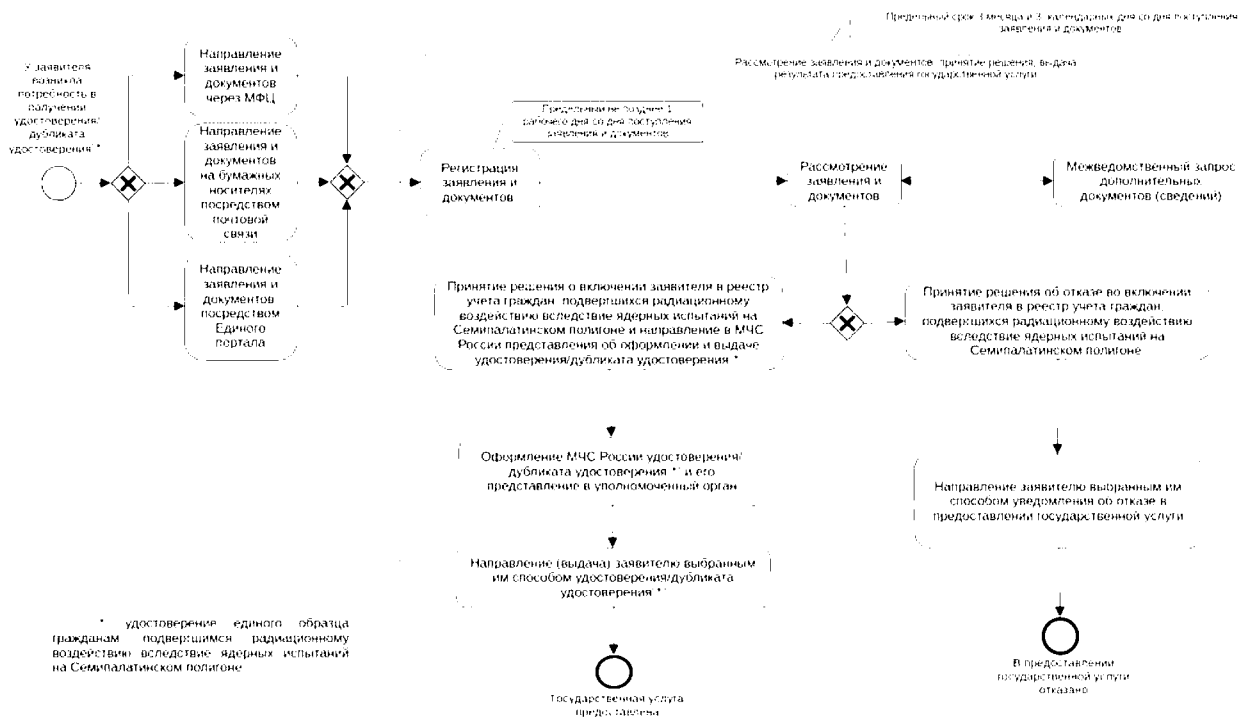 Предельный срок 3 месяца и 3 календарных дня со дня поступления
заявления и документов
Рассмотрение заявления и документов, принятие решения, выдача
результата предоставления государственной услуги
У заявителя
возникла
потребность в
получении
удостоверения/
дубликата
удостоверения *
Направление
заявления и
документов
через МФЦ
Направление
заявления и
документов
на бумажных
носителях
посредством
почтовой
связи
Направление
заявления и
документов
посредством
Единого
портала
Предельный не позднее 1
рабочего дня со дня поступления
заявления и документов
Регистрация
заявления и
документов
Рассмотрение
заявления и
документов
Межведомственный запрос
дополнительных
документов (сведений)
Принятие решения о включении заявителя в реестр
учета граждан, подвергшихся радиационному
воздействию вследствие ядерных испытаний на
Семипалатинском полигоне и направление в МЧС
России представления об оформлении и выдаче
удостоверения/дубликата удостоверения *
Принятие решения об отказе во включении
заявителя в реестр учета граждан,
подвергшихся радиационному воздействию
вследствие ядерных испытаний на
Семипалатинском полигоне
Оформление МЧС России удостоверения/
дубликата удостоверения * и его
представление в уполномоченный орган
Направление заявителю выбранным им
способом уведомления об отказе в
предоставлении государственной услуги
Направление (выдача) заявителю выбранным
им способом удостоверения/дубликата
удостоверения *
* удостоверение единого образца
гражданам подвергшимся радиационному
воздействию вследствие ядерных испытаний
на Семипалатинском полигоне
Государственная услуга
предоставлена
В предоставлении
государственной услуги
отказано